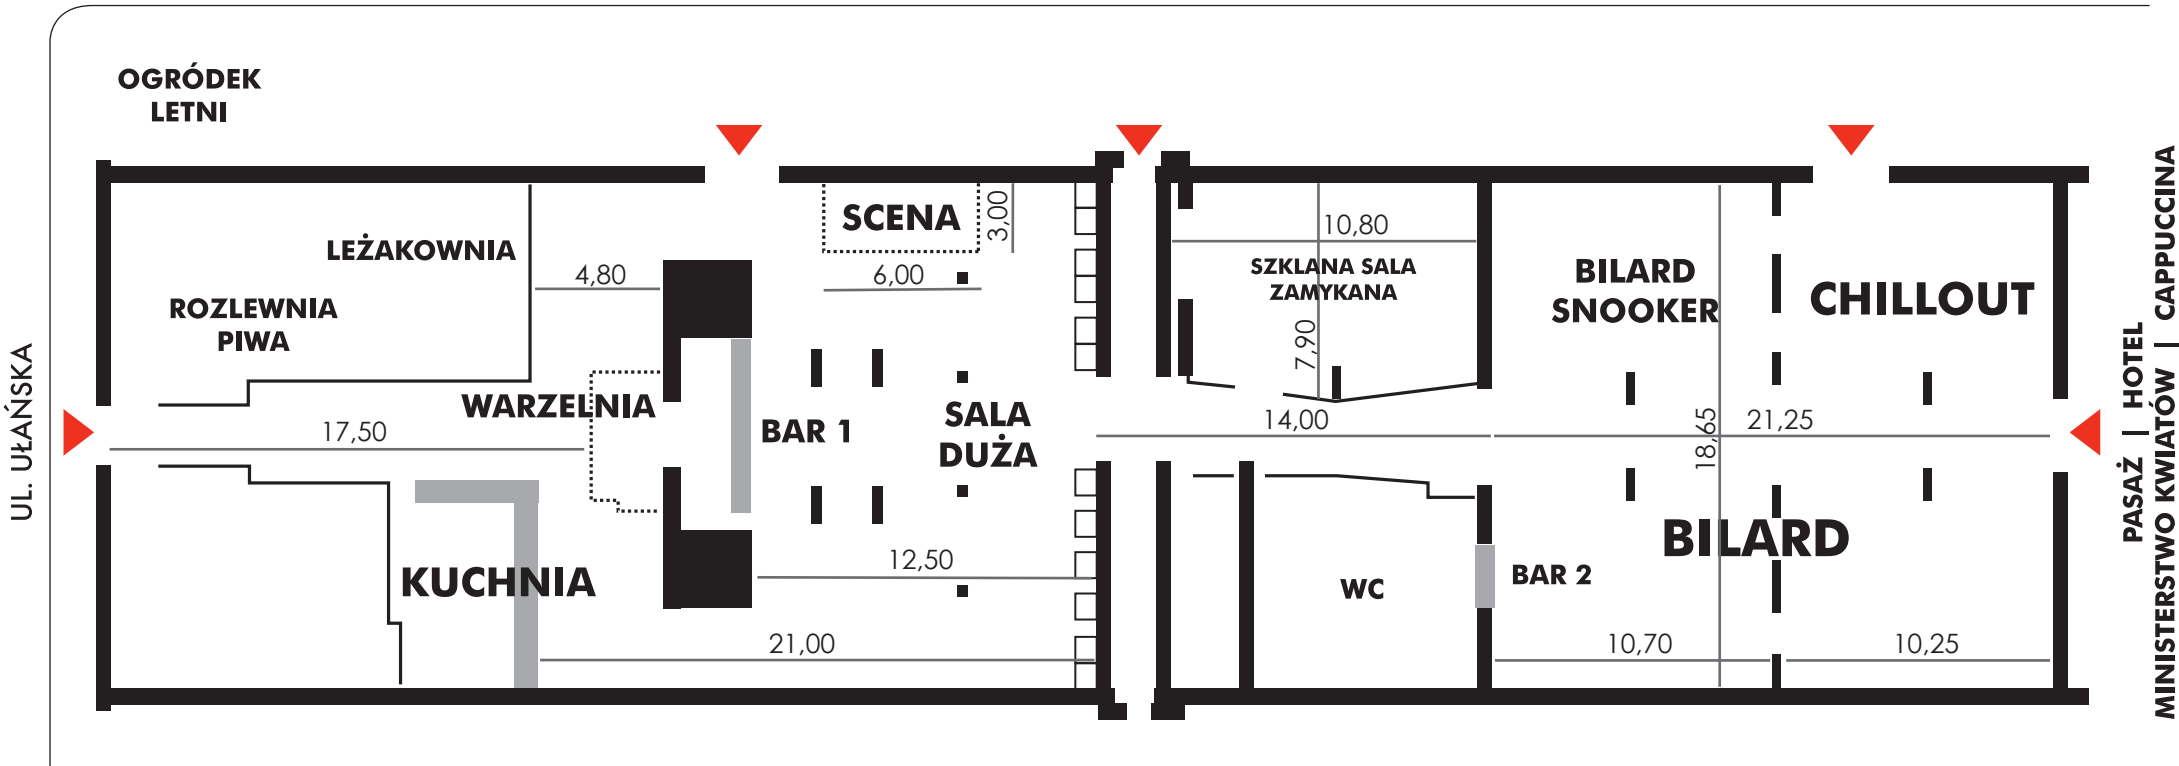 OGRÓDEK
LETNI
UL. UŁAŃSKA
LEŻAKOWNIA
ROZLEWNIA
PIWA
4,80
WARZELNIA
17,50
KUCHNIA
SCENA
3,00
6,00
BAR 1
SALA
DUŻA
12,50
21,00
10,80
SZKLANA SALA
ZAMYKANA
7,90
14,00
WC
BILARD
SNOOKER
CHILLOUT
18,65
21,25
BILARD
BAR 2
10,70
10,25
PASAŻ | HOTEL
MINISTERSTWO KWIATÓW | CAPPUCCINA